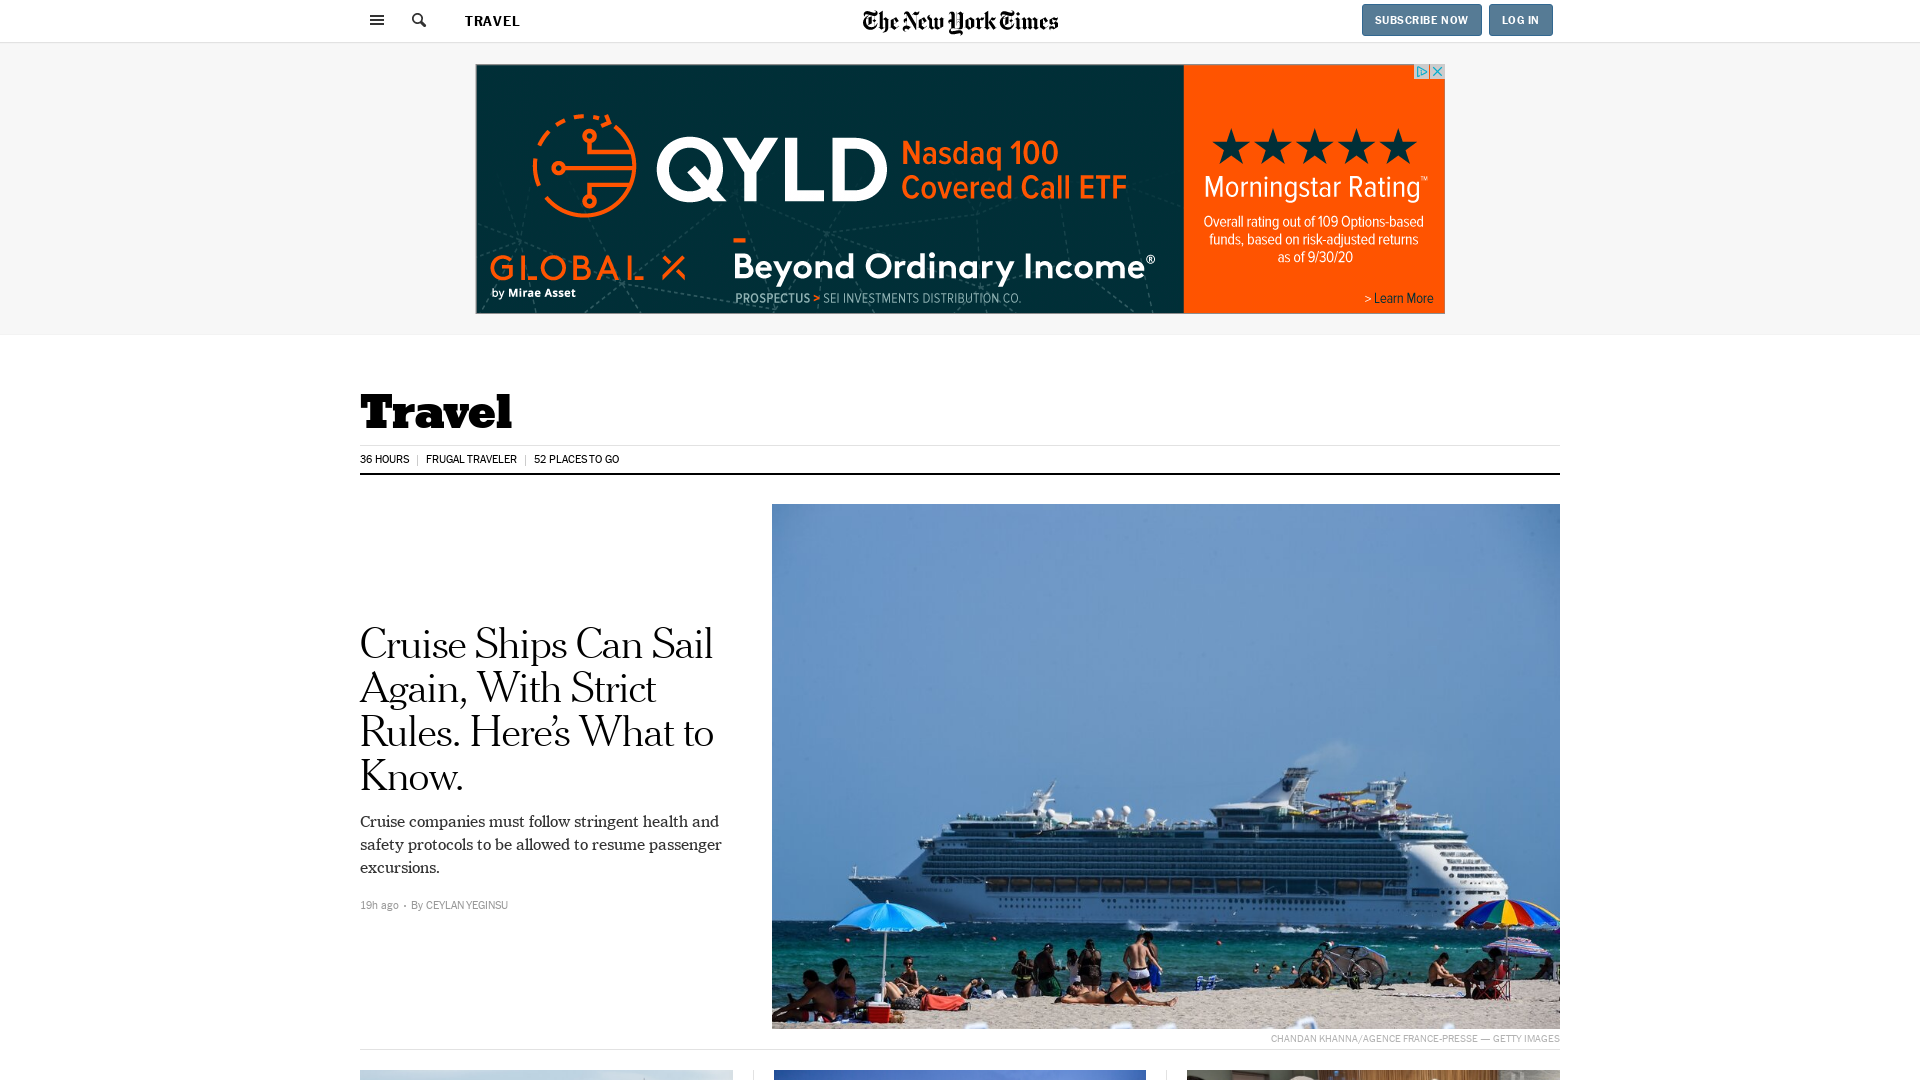 TRAVEL
The New York Times
SUBSCRIBE NOW
LOG IN
QYLD
Nasdaq 100
Covered Call ETF
GLOBAL X
by Mirae Asset
Beyond Ordinary Income®
PROSPECTUS > SEI INVESTMENTS DISTRIBUTION CO.
Morningstar Rating™
Overall rating out of 109 Options-based
funds, based on risk-adjusted returns
as of 9/30/20
> Learn More
Travel
36 HOURS
FRUGAL TRAVELER
52 PLACES TO GO
Cruise Ships Can Sail
Again, With Strict
Rules. Here’s What to
Know.
Cruise companies must follow stringent health and
safety protocols to be allowed to resume passenger
excursions.
19h ago · By CEYLAN YEGINSU
CHANDAN KHANNA/AGENCE FRANCE-PRESSE — GETTY IMAGES